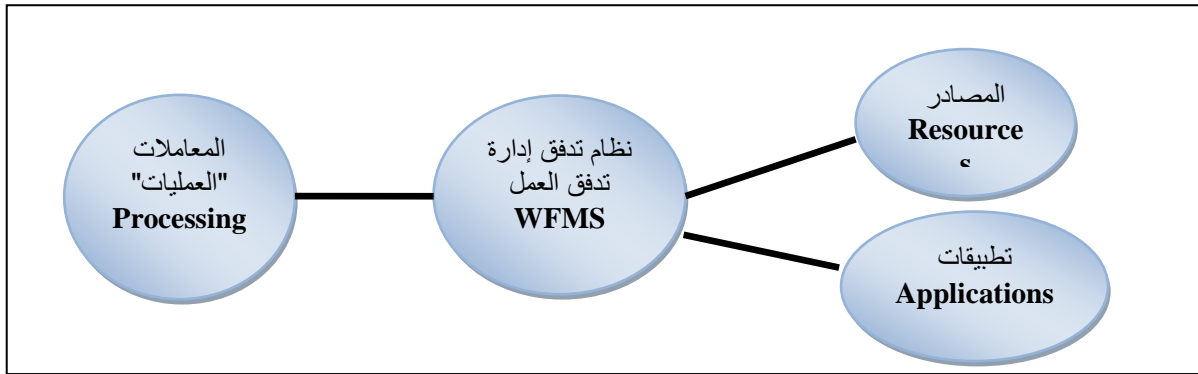 المعاملات
"العمليات"
Processing
نظام تدفق إدارة
تدفق العمل
WFMS
المصادر
Resource
s
تطبيقات
Applications